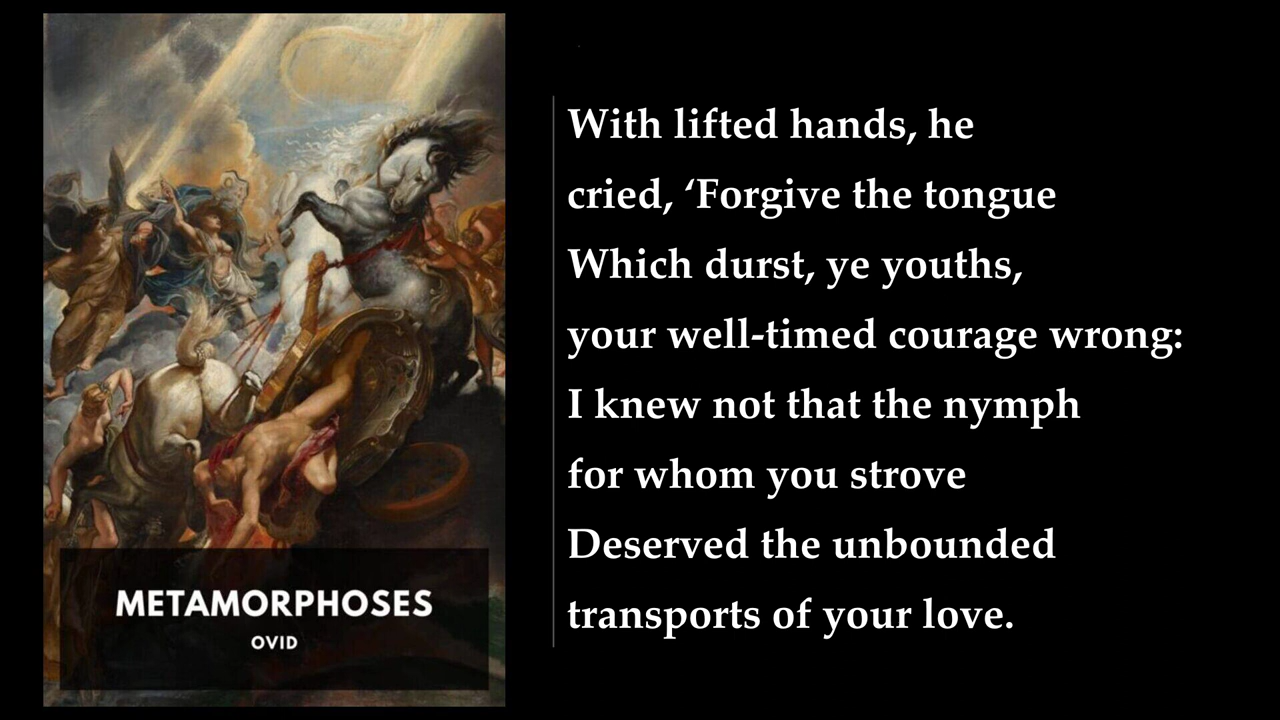 METAMORPHOSES
OVID
With lifted hands, he
cried, ‘Forgive the tongue
Which durst, ye youths,
your well-timed courage wrong:
I knew not that the nymph
for whom you strove
Deserved the unbounded
transports of your love.